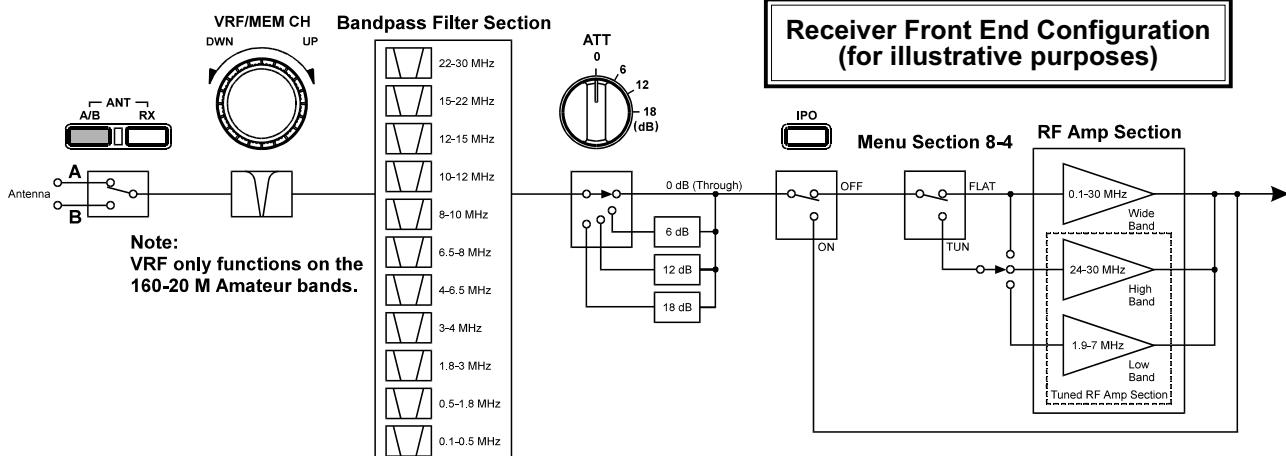 VRF/MEM CH
DWN UP
Bandpass Filter Section
ATT
0
6
12
18
(dB)
Receiver Front End Configuration
(for illustrative purposes)
ANT
A/B RX
IPO
Menu Section 8-4
RF Amp Section
22–30 MHz
15–22 MHz
12–15 MHz
10–12 MHz
8–10 MHz
6.5–8 MHz
4–6.5 MHz
3–4 MHz
1.8–3 MHz
0.5–1.8 MHz
0.1–0.5 MHz
Antenna
A
B
Note:
VRF only functions on the
160-20 M Amateur bands.
0 dB (Through)
6 dB
12 dB
18 dB
OFF
ON
FLAT
TUN
0.1–30 MHz
Wide
Band
24–30 MHz
High
Band
1.9–7 MHz
Low
Band
Tuned RF Amp Section